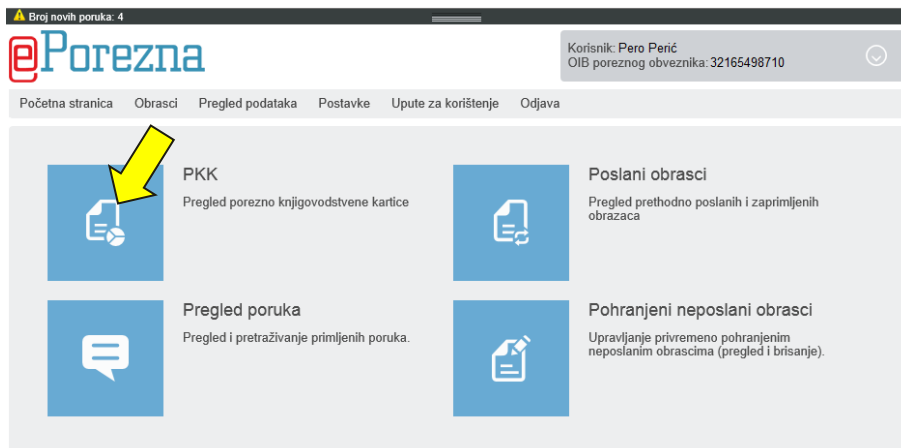 Broj novih poruka: 4
ePorezna
Korisnik: Pero Perić
OIB poreznog obveznika: 32165498710
Početna stranica Obrasci Pregled podataka Postavke Upute za korištenje Odjava
PKK
Pregled porezno knjigovodstvene kartice
Poslani obrasci
Pregled prethodno poslanih i zaprimljenih
obrazaca
Pregled poruka
Pregled i pretraživanje primljenih poruka.
Pohranjeni neposlani obrasci
Upravljanje privremeno pohranjenim
neposlanim obrascima (pregled i brisanje).